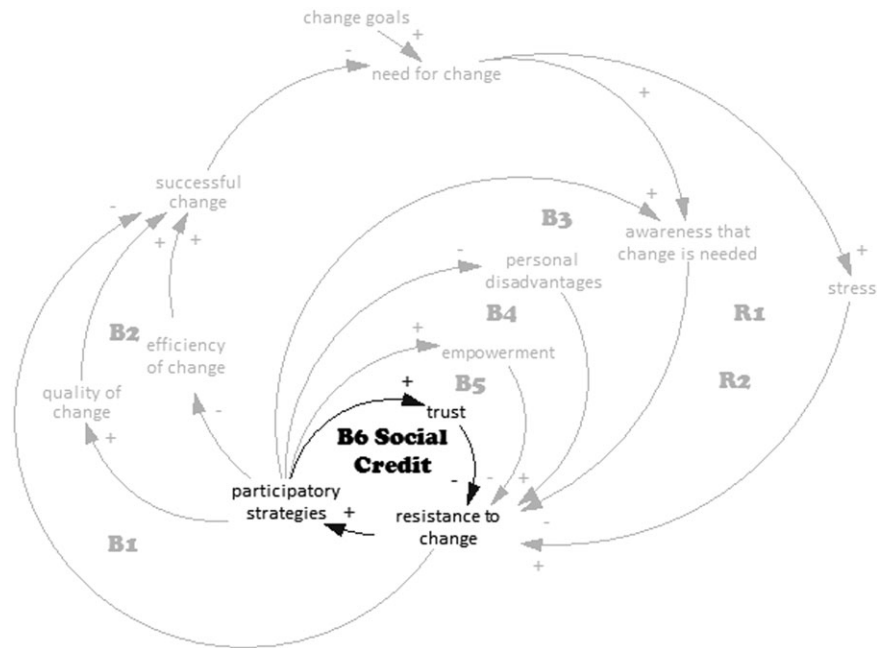 change goals
+
-
need for change
+
successful
change
-
+
+
+
B3
awareness that
change is needed
-
personal
disadvantages
+
stress
B4
R1
B2
+
efficiency
of change
empowerment
B5
R2
quality of
change
+
trust
-
B6 Social
Credit
+
participatory
strategies
-
-
+
+
resistance to
change
-
+
B1